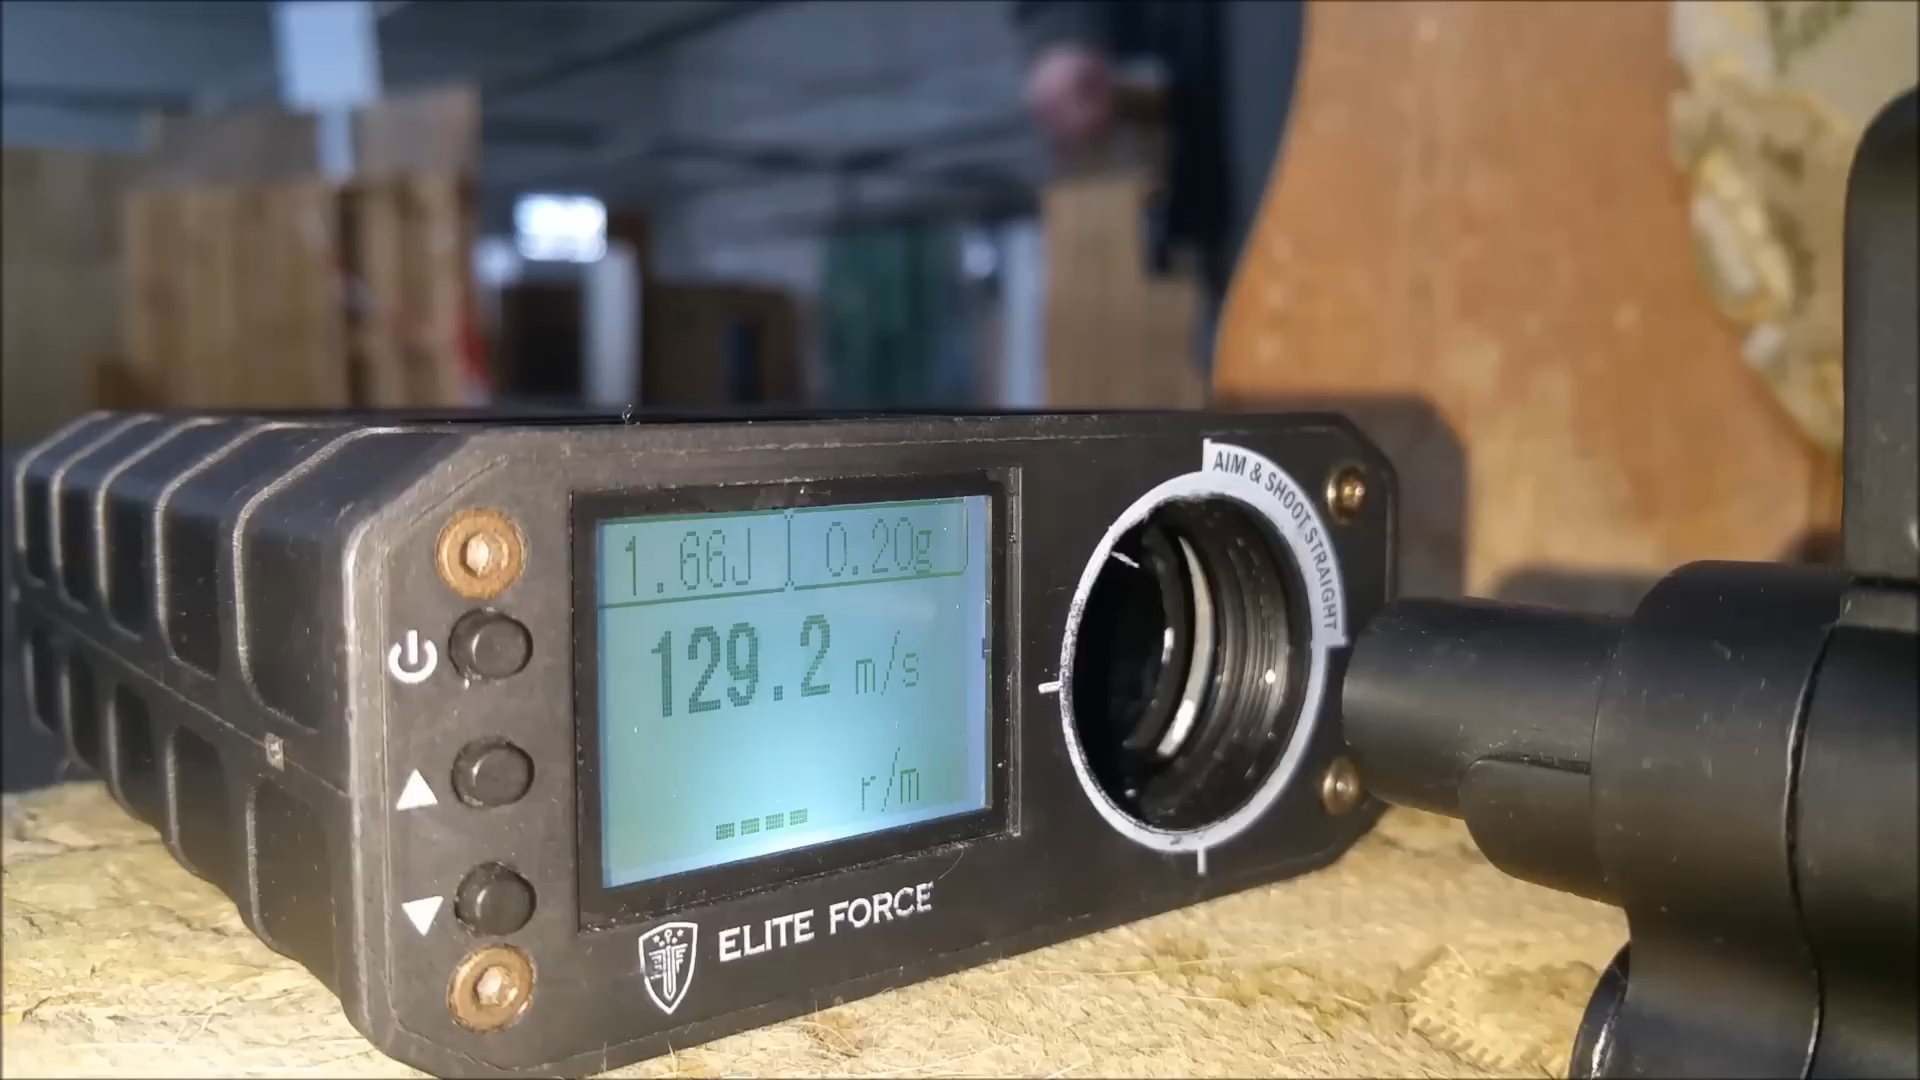 1.66J 0.20g
129.2 m/s
---- r/m
AIM & SHOOT STRAIGHT
ELITE FORCE